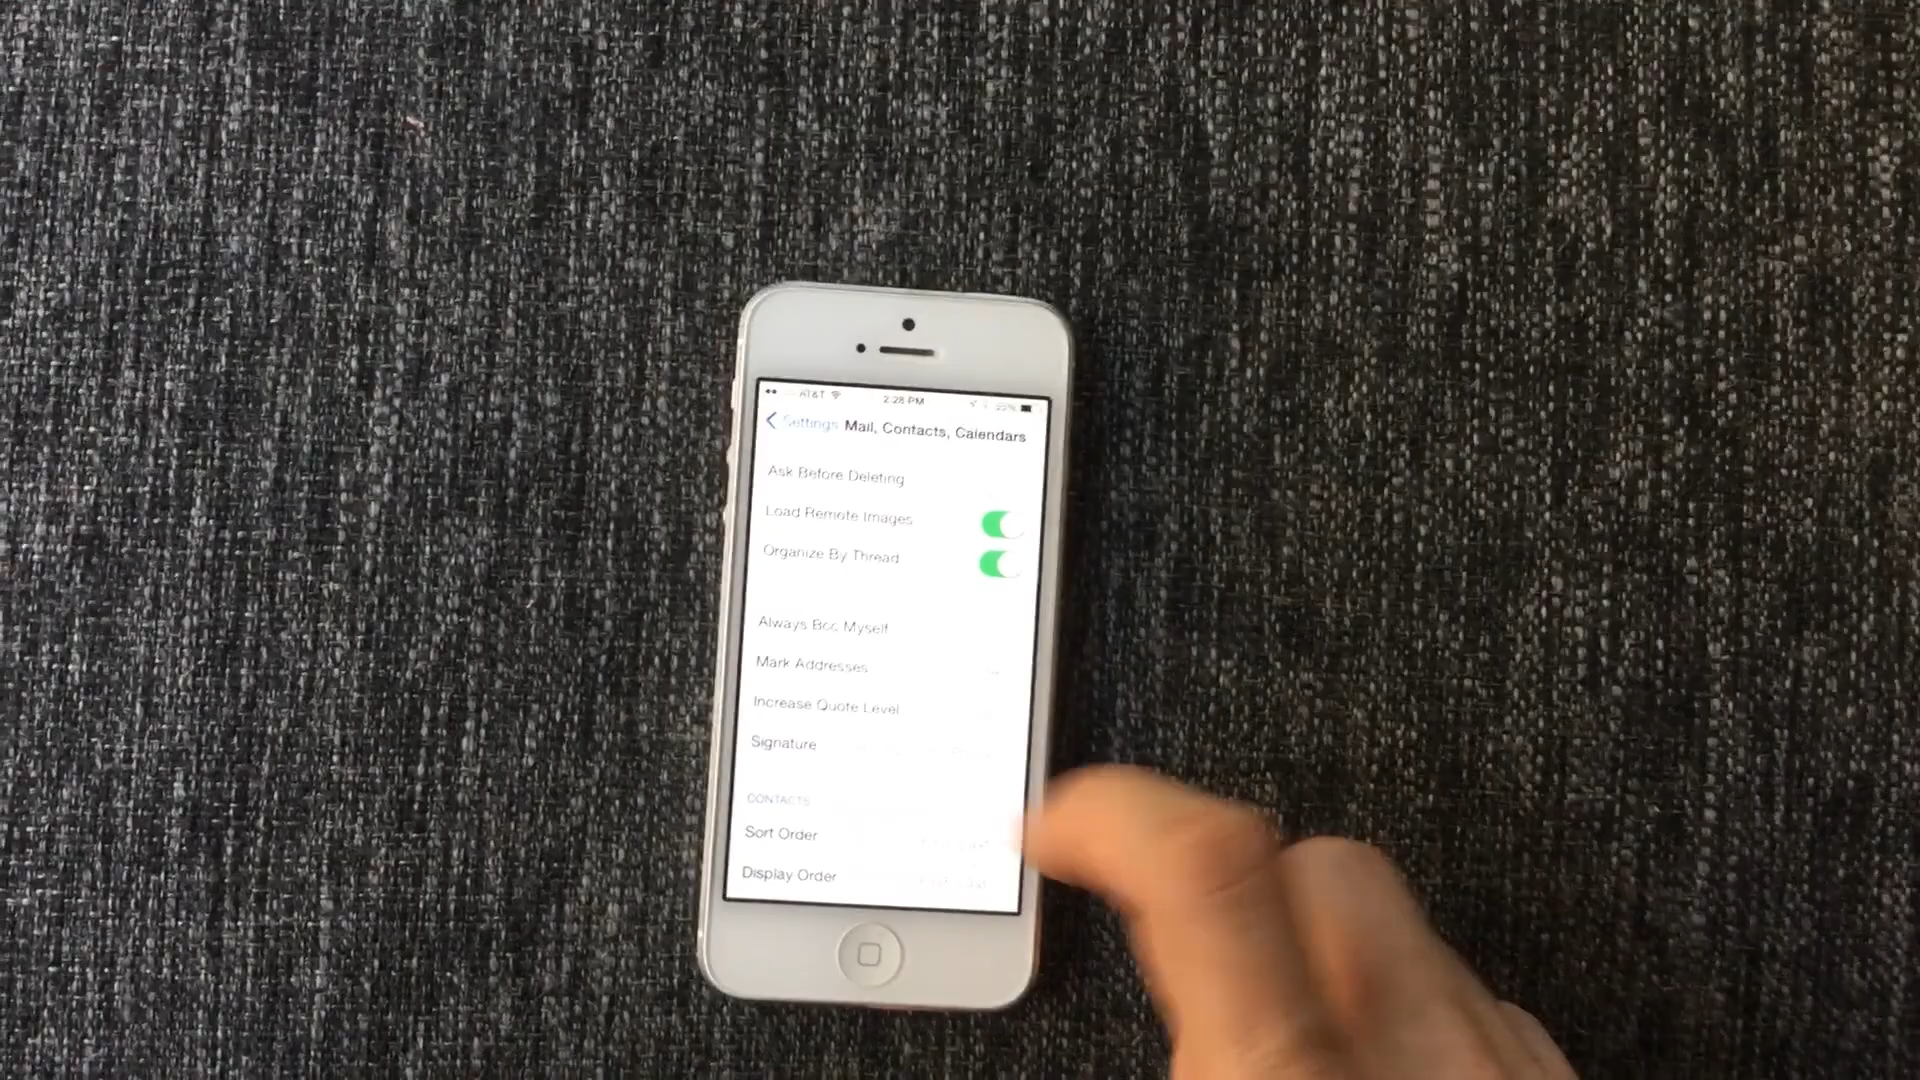 AT&T 2:28 PM
Settings Mail, Contacts, Calendars
Ask Before Deleting
Load Remote Images
Organize By Thread
Always Bcc Myself
Mark Addresses
Increase Quote Level
Signature
CONTACTS
Sort Order
Display Order